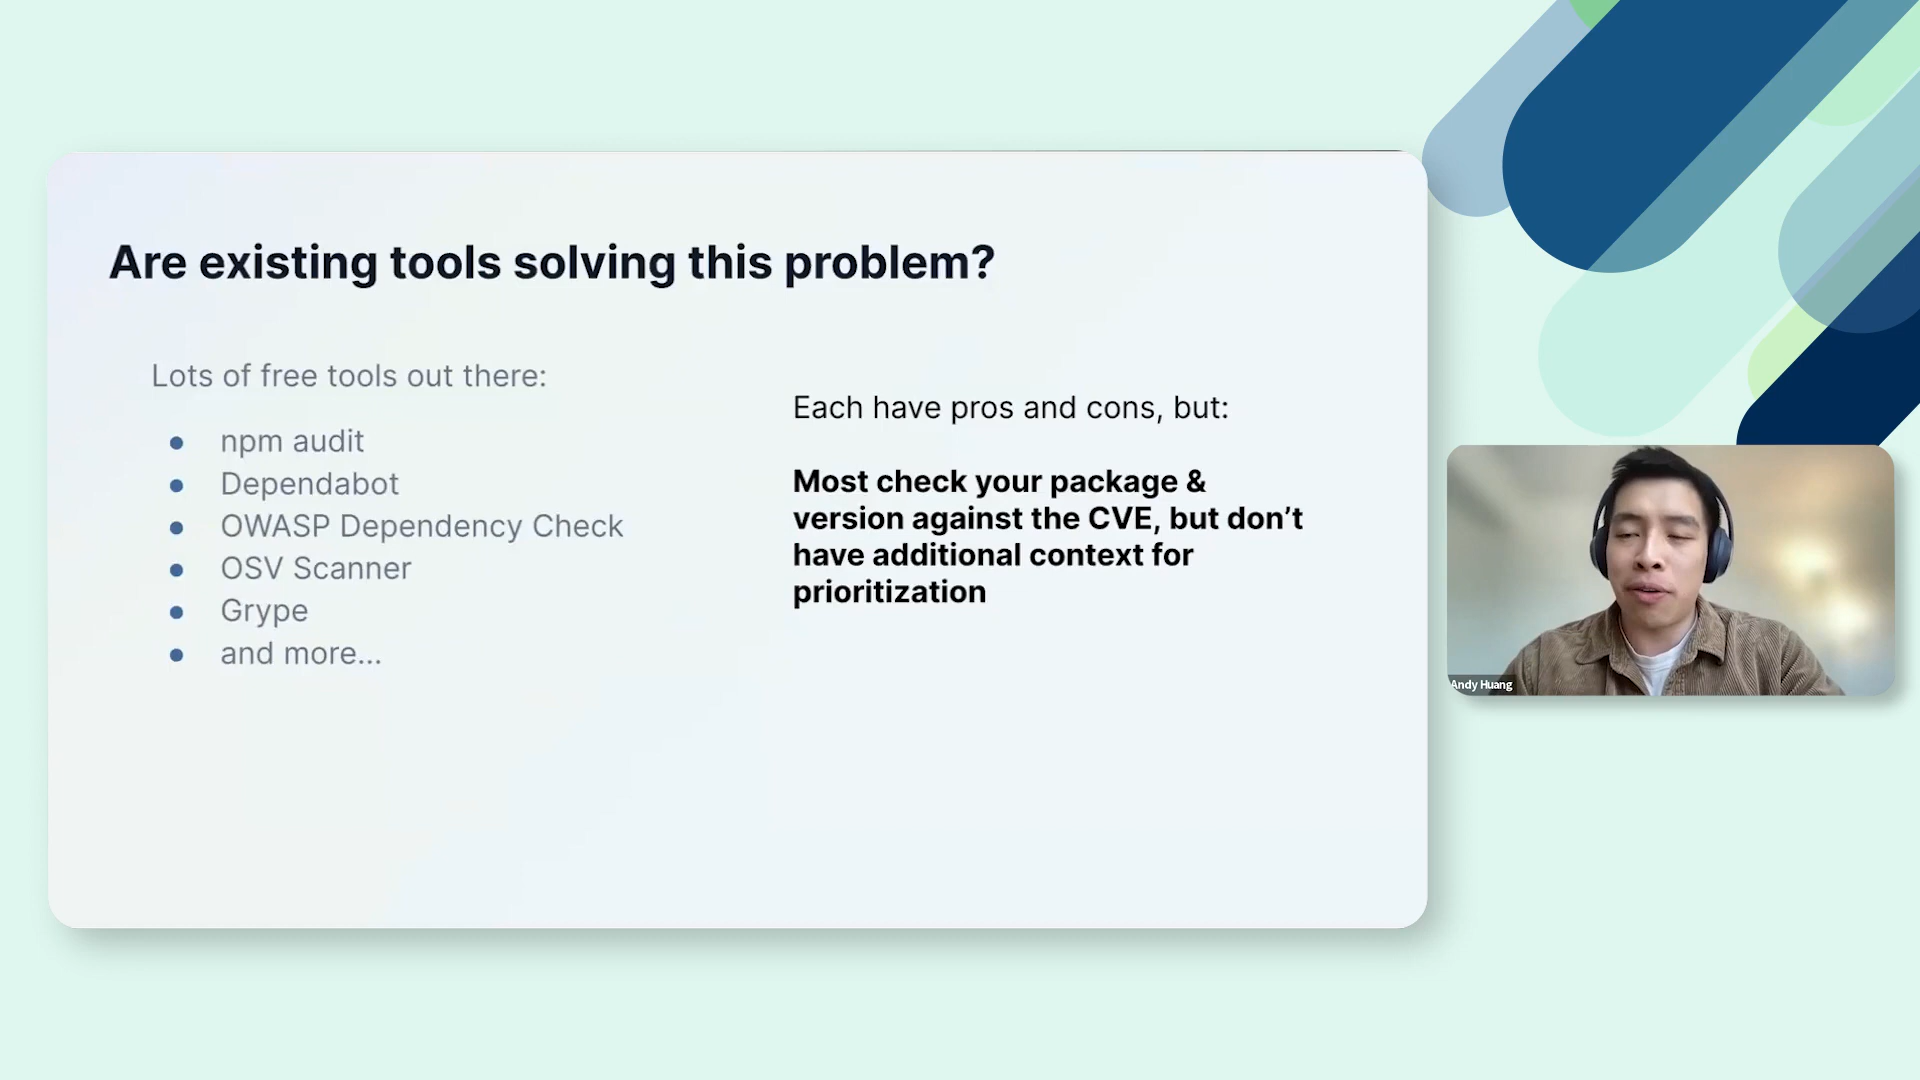 Are existing tools solving this problem?
Lots of free tools out there:
● npm audit
● Dependabot
● OWASP Dependency Check
● OSV Scanner
● Grype
● and more...
Each have pros and cons, but:
Most check your package &
version against the CVE, but don’t
have additional context for
prioritization
Andy Huang